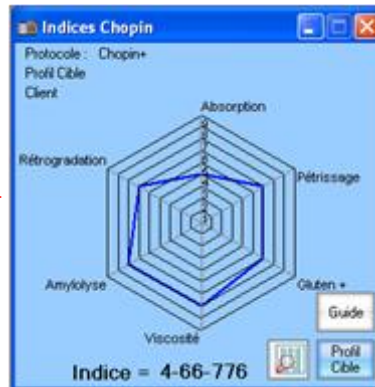 Indices Chopin
Protocole : Chopin+
Profil Cible
Client
Absorption
Rétrogradation
Pétrissage
Amylolyse
Gluten +
Viscosité
Guide
Profil
Cible
Indice = 4-66-776